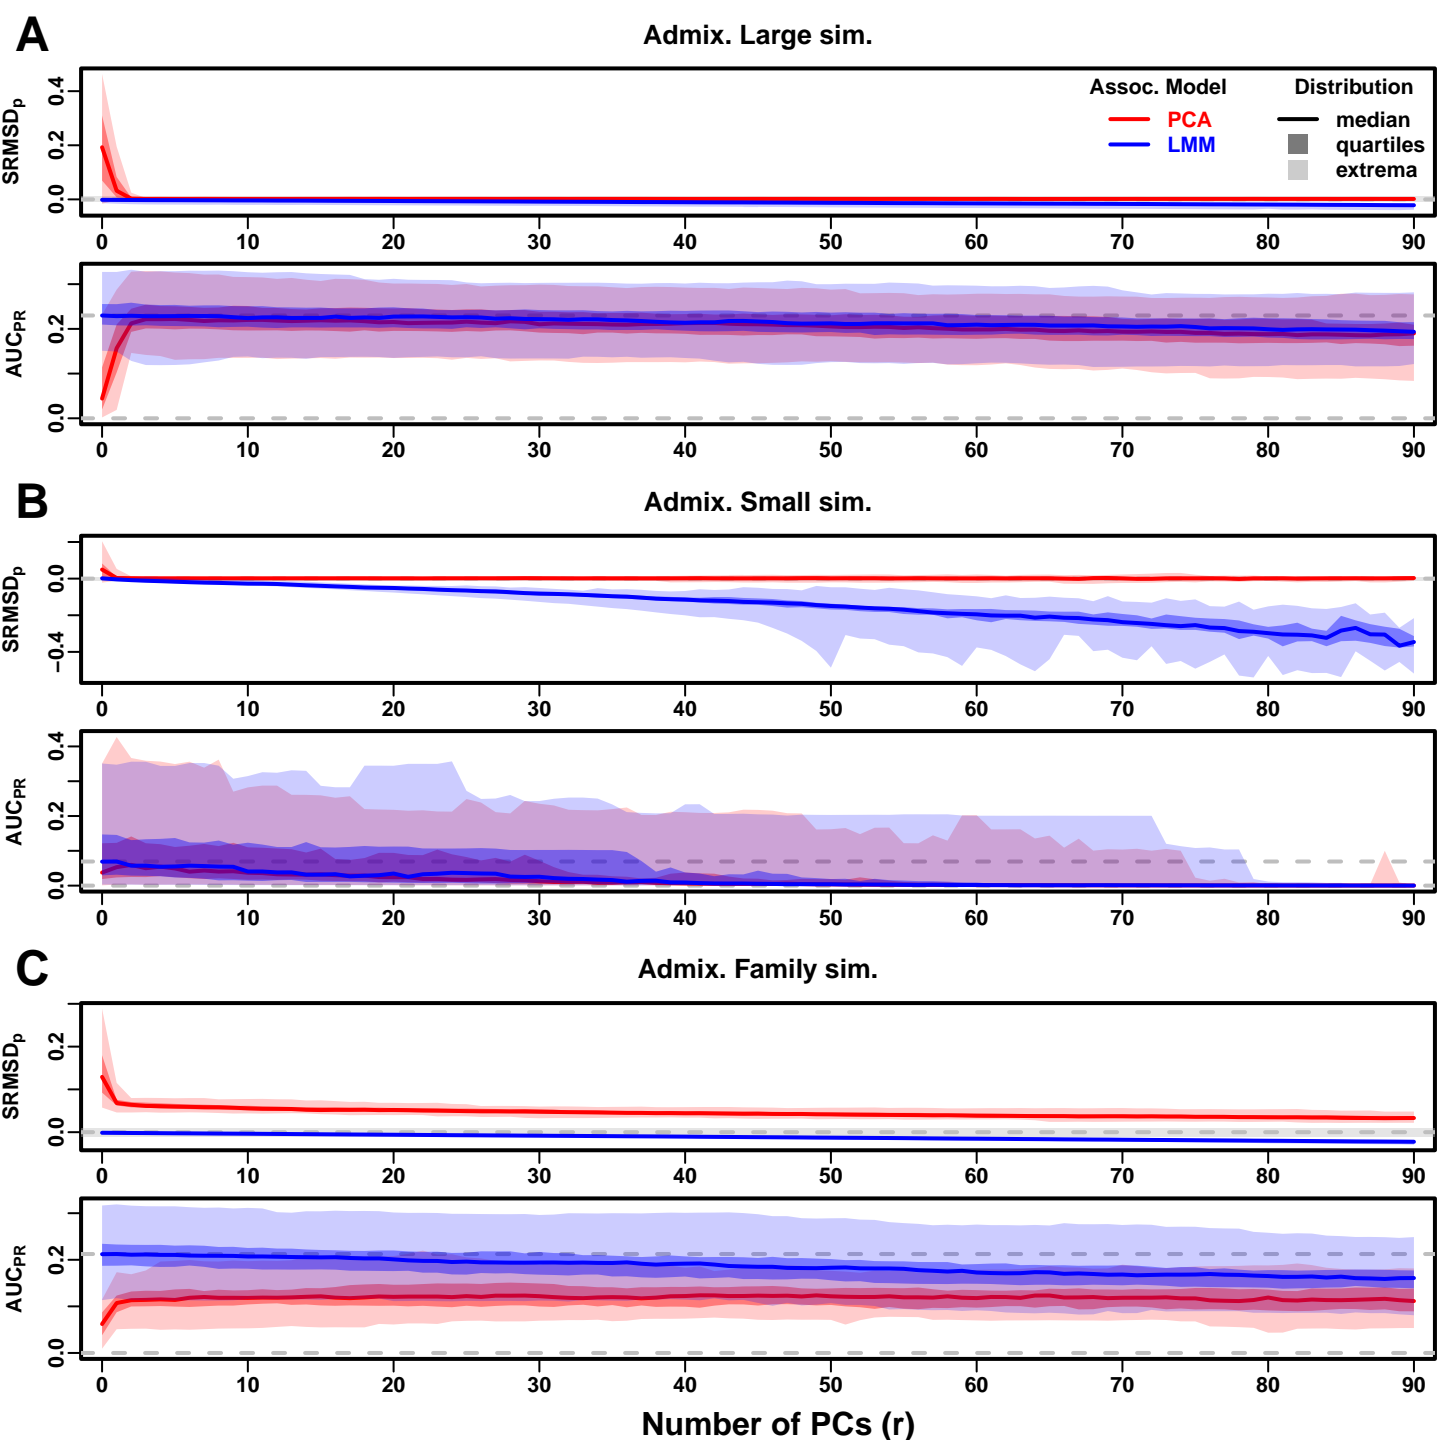 A
Admix. Large sim.
SRMSDp
0.0 0.2 0.4
Assoc. Model
PCA
LMM
Distribution
median
quartiles
extrema
0 10 20 30 40 50 60 70 80 90
AUCPR
0.0 0.2
0 10 20 30 40 50 60 70 80 90
B
Admix. Small sim.
SRMSDp
−0.4 0.0
0 10 20 30 40 50 60 70 80 90
AUCPR
0.0 0.2 0.4
0 10 20 30 40 50 60 70 80 90
C
Admix. Family sim.
SRMSDp
0.0 0.2
0 10 20 30 40 50 60 70 80 90
AUCPR
0.0 0.2
0 10 20 30 40 50 60 70 80 90
Number of PCs (r)